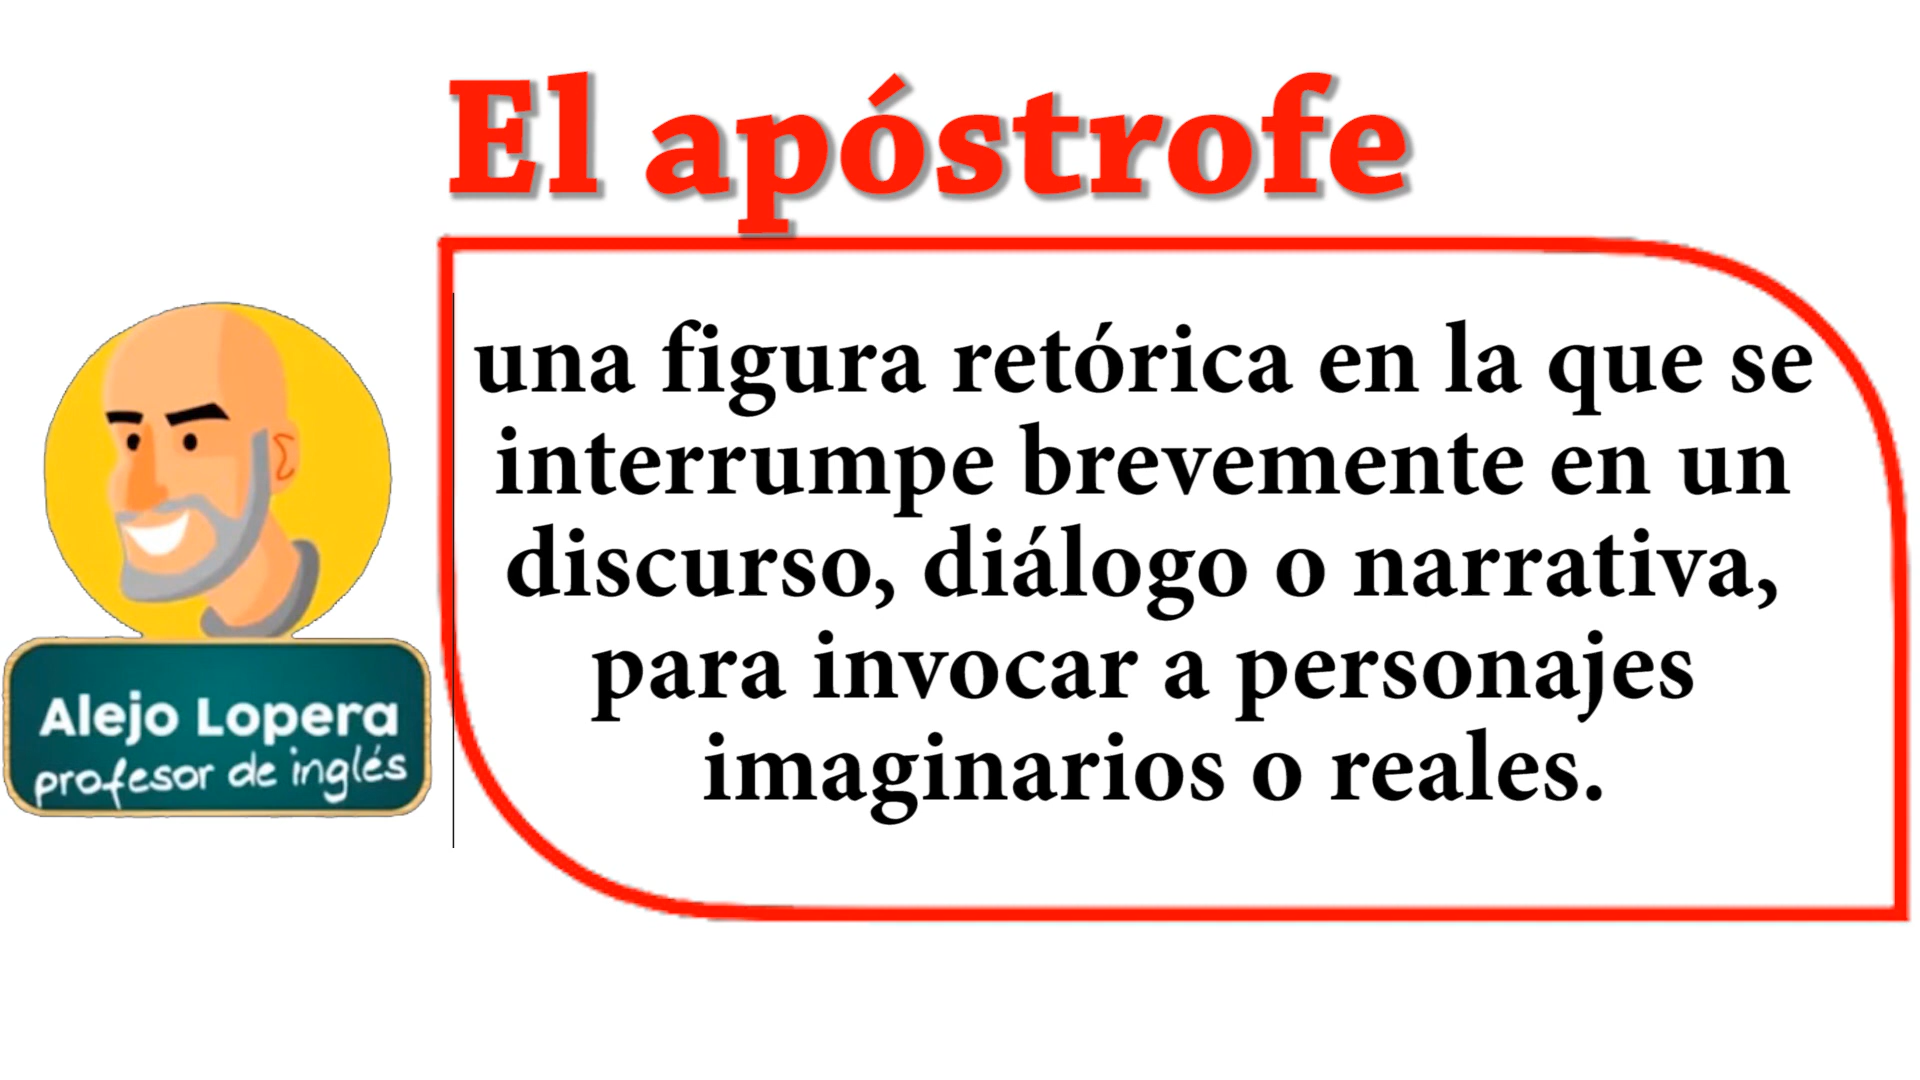 El apóstrofe
una figura retórica en la que se
interrumpe brevemente en un
discurso, diálogo o narrativa,
para invocar a personajes
imaginarios o reales.
Alejo Lopera
profesor de inglés